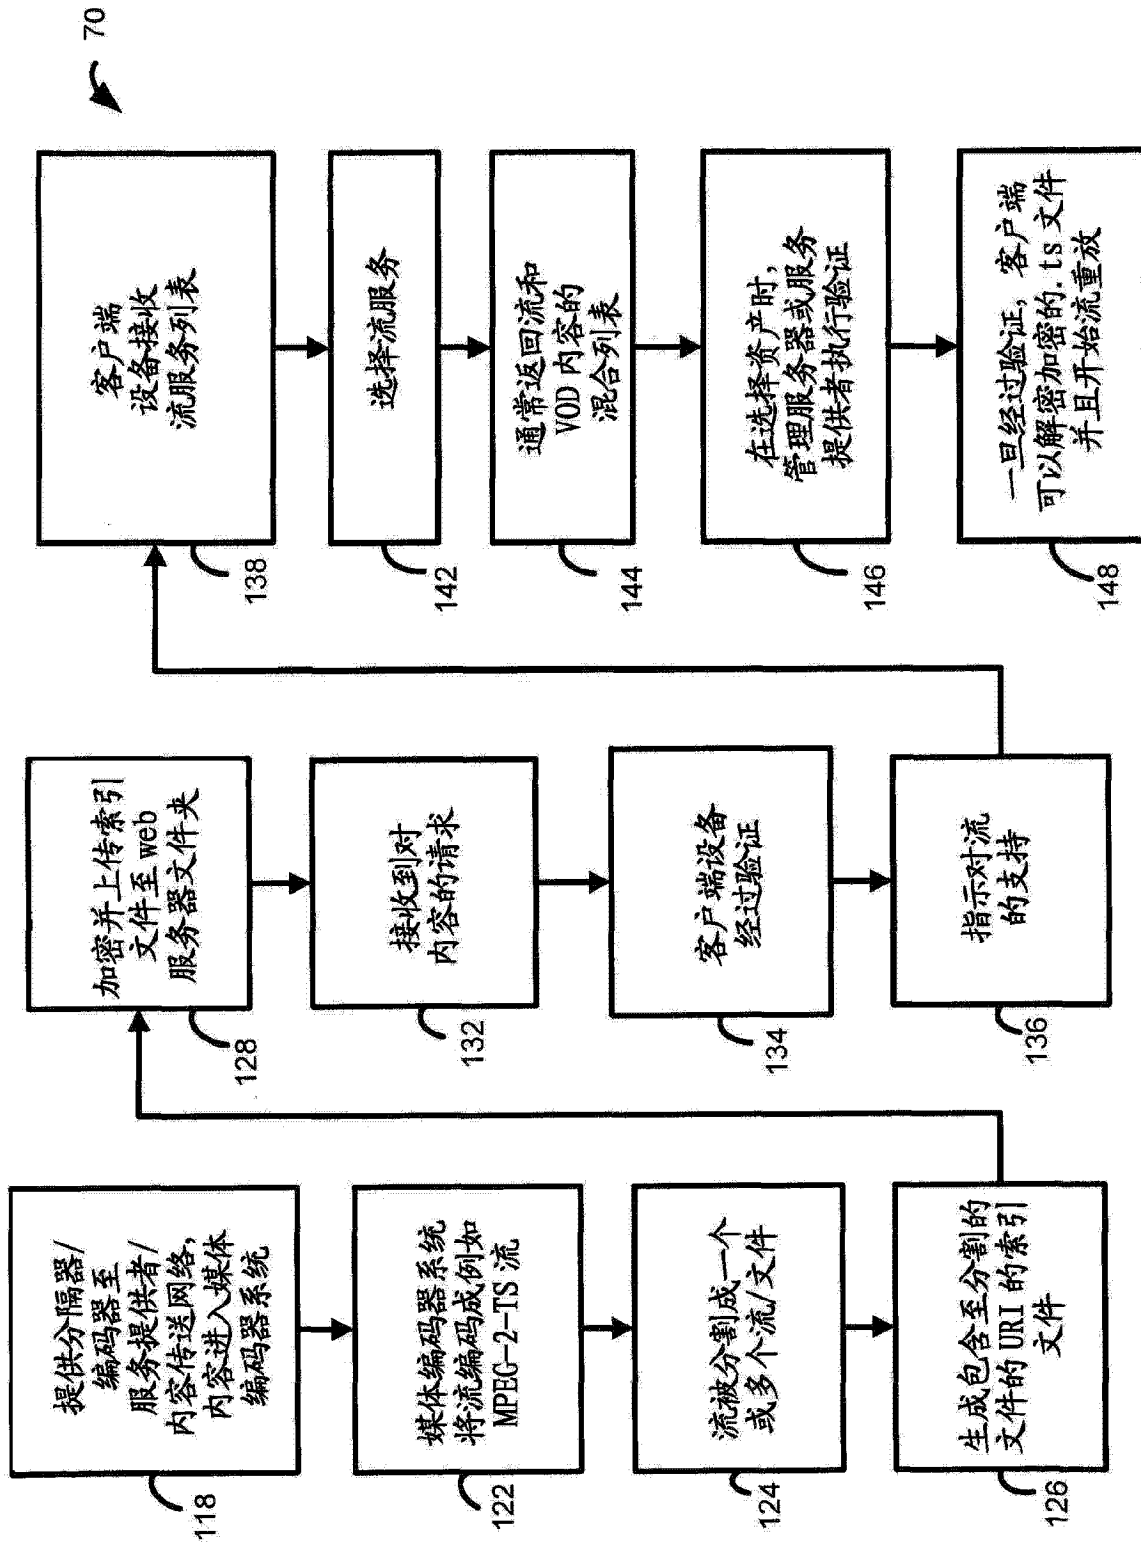 70
提供分隔器/
编码器至
服务提供者/
内容传送网络,
内容进入媒体
编码器系统
118
媒体编码器系统
将流编码成例如
MPEG-2-TS 流
122
流被分割成一个
或多个流/文件
124
生成包含至分割的
文件的 URI 的索引
文件
126
加密并上传索引
文件至 web
服务器文件夹
128
接收到对
内容的请求
132
客户端设备
经过验证
134
指示对流
的支持
136
客户端
设备接收
流服务列表
138
选择流服务
142
通常返回流和
VOD 内容的
混合列表
144
在选择资产时,
管理服务器或服务
提供者执行验证
146
一旦经过验证, 客户端
可以解密加密的.ts 文件
并且开始流重放
148